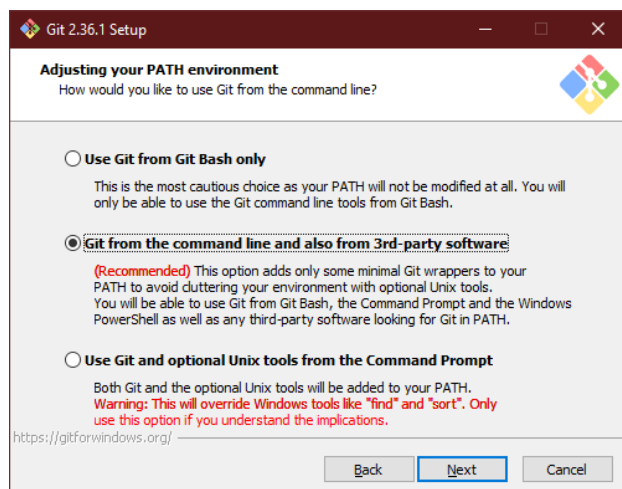 Git 2.36.1 Setup
Adjusting your PATH environment
How would you like to use Git from the command line?
Use Git from Git Bash only
This is the most cautious choice as your PATH will not be modified at all. You will
only be able to use the Git command line tools from Git Bash.
Git from the command line and also from 3rd-party software
(Recommended) This option adds only some minimal Git wrappers to your
PATH to avoid cluttering your environment with optional Unix tools.
You will be able to use Git from Git Bash, the Command Prompt and the Windows
PowerShell as well as any third-party software looking for Git in PATH.
Use Git and optional Unix tools from the Command Prompt
Both Git and the optional Unix tools will be added to your PATH.
Warning: This will override Windows tools like "find" and "sort". Only
use this option if you understand the implications.
https://gitforwindows.org/
Back Next Cancel